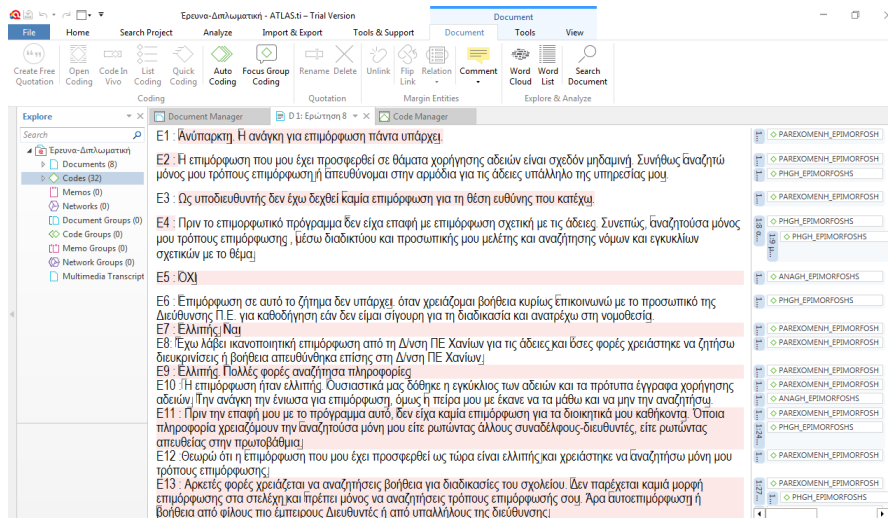 Έρευνα-Διπλωματική - ATLAS.ti – Trial Version
Document
File Home Search Project Analyze Import & Export Tools & Support Document Tools View
Create Free Quotation
Open Coding
Code In Vivo
List Coding
Quick Coding
Auto Coding
Focus Group Coding
Rename
Delete
Unlink
Flip Link
Relation
Comment
Word Cloud
Word List
Search Document
Coding Quotation Margin Entities Explore & Analyze
Explore
Document Manager D 1: Ερώτηση 8 Code Manager
Search
Έρευνα-Διπλωματική
Documents (8)
Codes (32)
Memos (0)
Networks (0)
Document Groups (0)
Code Groups (0)
Memo Groups (0)
Network Groups (0)
Multimedia Transcript
Ε1 : Ανύπαρκτη. Η ανάγκη για επιμόρφωση πάντα υπάρχει.
Ε2 : Η επιμόρφωση που μου έχει προσφερθεί σε θάματα χορήγησης αδειών είναι σχεδόν μηδαμινή. Συνήθως αναζητώ
μόνος μου τρόπους επιμόρφωση ή απευθύνομαι στην αρμόδια για τις άδειες υπάλληλο της υπηρεσίας μου.
Ε3 : Ως υποδιευθυντής δεν έχω δεχθεί καμία επιμόρφωση για τη θέση ευθύνης που κατέχω.
Ε4 : Πριν το επιμορφωτικό πρόγραμμα δεν είχα επαφή με επιμόρφωση σχετική με τις άδειες. Συνεπώς, αναζητούσα μόνος
μου τρόπους επιμόρφωσης , μέσω διαδικτύου και προσωπικής μου μελέτης και αναζήτησης νόμων και εγκυκλίων
σχετικών με το θέμα
Ε5 : ΌΧΙ
Ε6 : Επιμόρφωση σε αυτό το ζήτημα δεν υπάρχει. όταν χρειάζομαι βοήθεια κυρίως επικοινωνώ με το προσωπικό της
Διεύθυνσης Π.Ε. για καθοδήγηση εάν δεν είμαι σίγουρη για τη διαδικασία και ανατρέχω στη νομοθεσία.
Ε7 : Ελλιπής Ναι
Ε8: Έχω λάβει ικανοποιητική επιμόρφωση από τη Δ/νση ΠΕ Χανίων για τις άδειες και όσες φορές χρειάστηκε να ζητήσω
διευκρινίσεις ή βοήθεια απευθύνθηκα επίσης στη Δ/νση ΠΕ Χανίων.
Ε9 : Ελλιπής. Πολλές φορές αναζήτησα πληροφορίες
Ε10 : Η επιμόρφωση ήταν ελλιπής. Ουσιαστικά μας δόθηκε η εγκύκλιος των αδειών και τα πρότυπα έγγραφα χορήγησης
αδειών. Την ανάγκη την ένιωσα για επιμόρφωση, όμως η πείρα μου με έκανε να τα μάθω και να μην την αναζητήσω.
Ε11 : Πριν την επαφή μου με το πρόγραμμα αυτό, δεν είχα καμία επιμόρφωση για τα διοικητικά μου καθήκοντα. Όποια
πληροφορία χρειαζόμουν την αναζητούσα μόνη μου είτε ρωτώντας άλλους συναδέλφους-διευθυντές, είτε ρωτώντας
απευθείας στην πρωτοβάθμια
Ε12 :Θεωρώ ότι η επιμόρφωση που μου έχει προσφερθεί ως τώρα είναι ελλιπής και χρειάστηκε να αναζητήσω μόνη μου
τρόπους επιμόρφωσης
Ε13 : Αρκετές φορές χρειάζεται να αναζητήσεις βοήθεια για διαδικασίες του σχολείου. Δεν παρέχεται καμιά μορφή
επιμόρφωσης στα στελέχη και πρέπει μόνος να αναζητήσεις τρόπους επιμόρφωσής σου. Άρα αυτοεπιμόρφωση ή
βοήθεια από φίλους πιο έμπειρους Διευθυντές ή από υπαλλήλους της διεύθυνσης
PAREXOMENH_EPIMORFOSH
PAREXOMENH_EPIMORFOSH
PHGH_EPIMORFOSHS
PAREXOMENH_EPIMORFOSH
PHGH_EPIMORFOSHS
PHGH_EPIMORFOSHS
ANAGH_EPIMORFOSHS
PHGH_EPIMORFOSHS
PAREXOMENH_EPIMORFOSH
PAREXOMENH_EPIMORFOSH
PAREXOMENH_EPIMORFOSH
PAREXOMENH_EPIMORFOSH
ANAGH_EPIMORFOSHS
PAREXOMENH_EPIMORFOSH
PHGH_EPIMORFOSHS
PAREXOMENH_EPIMORFOSH
PAREXOMENH_EPIMORFOSH
PHGH_EPIMORFOSHS